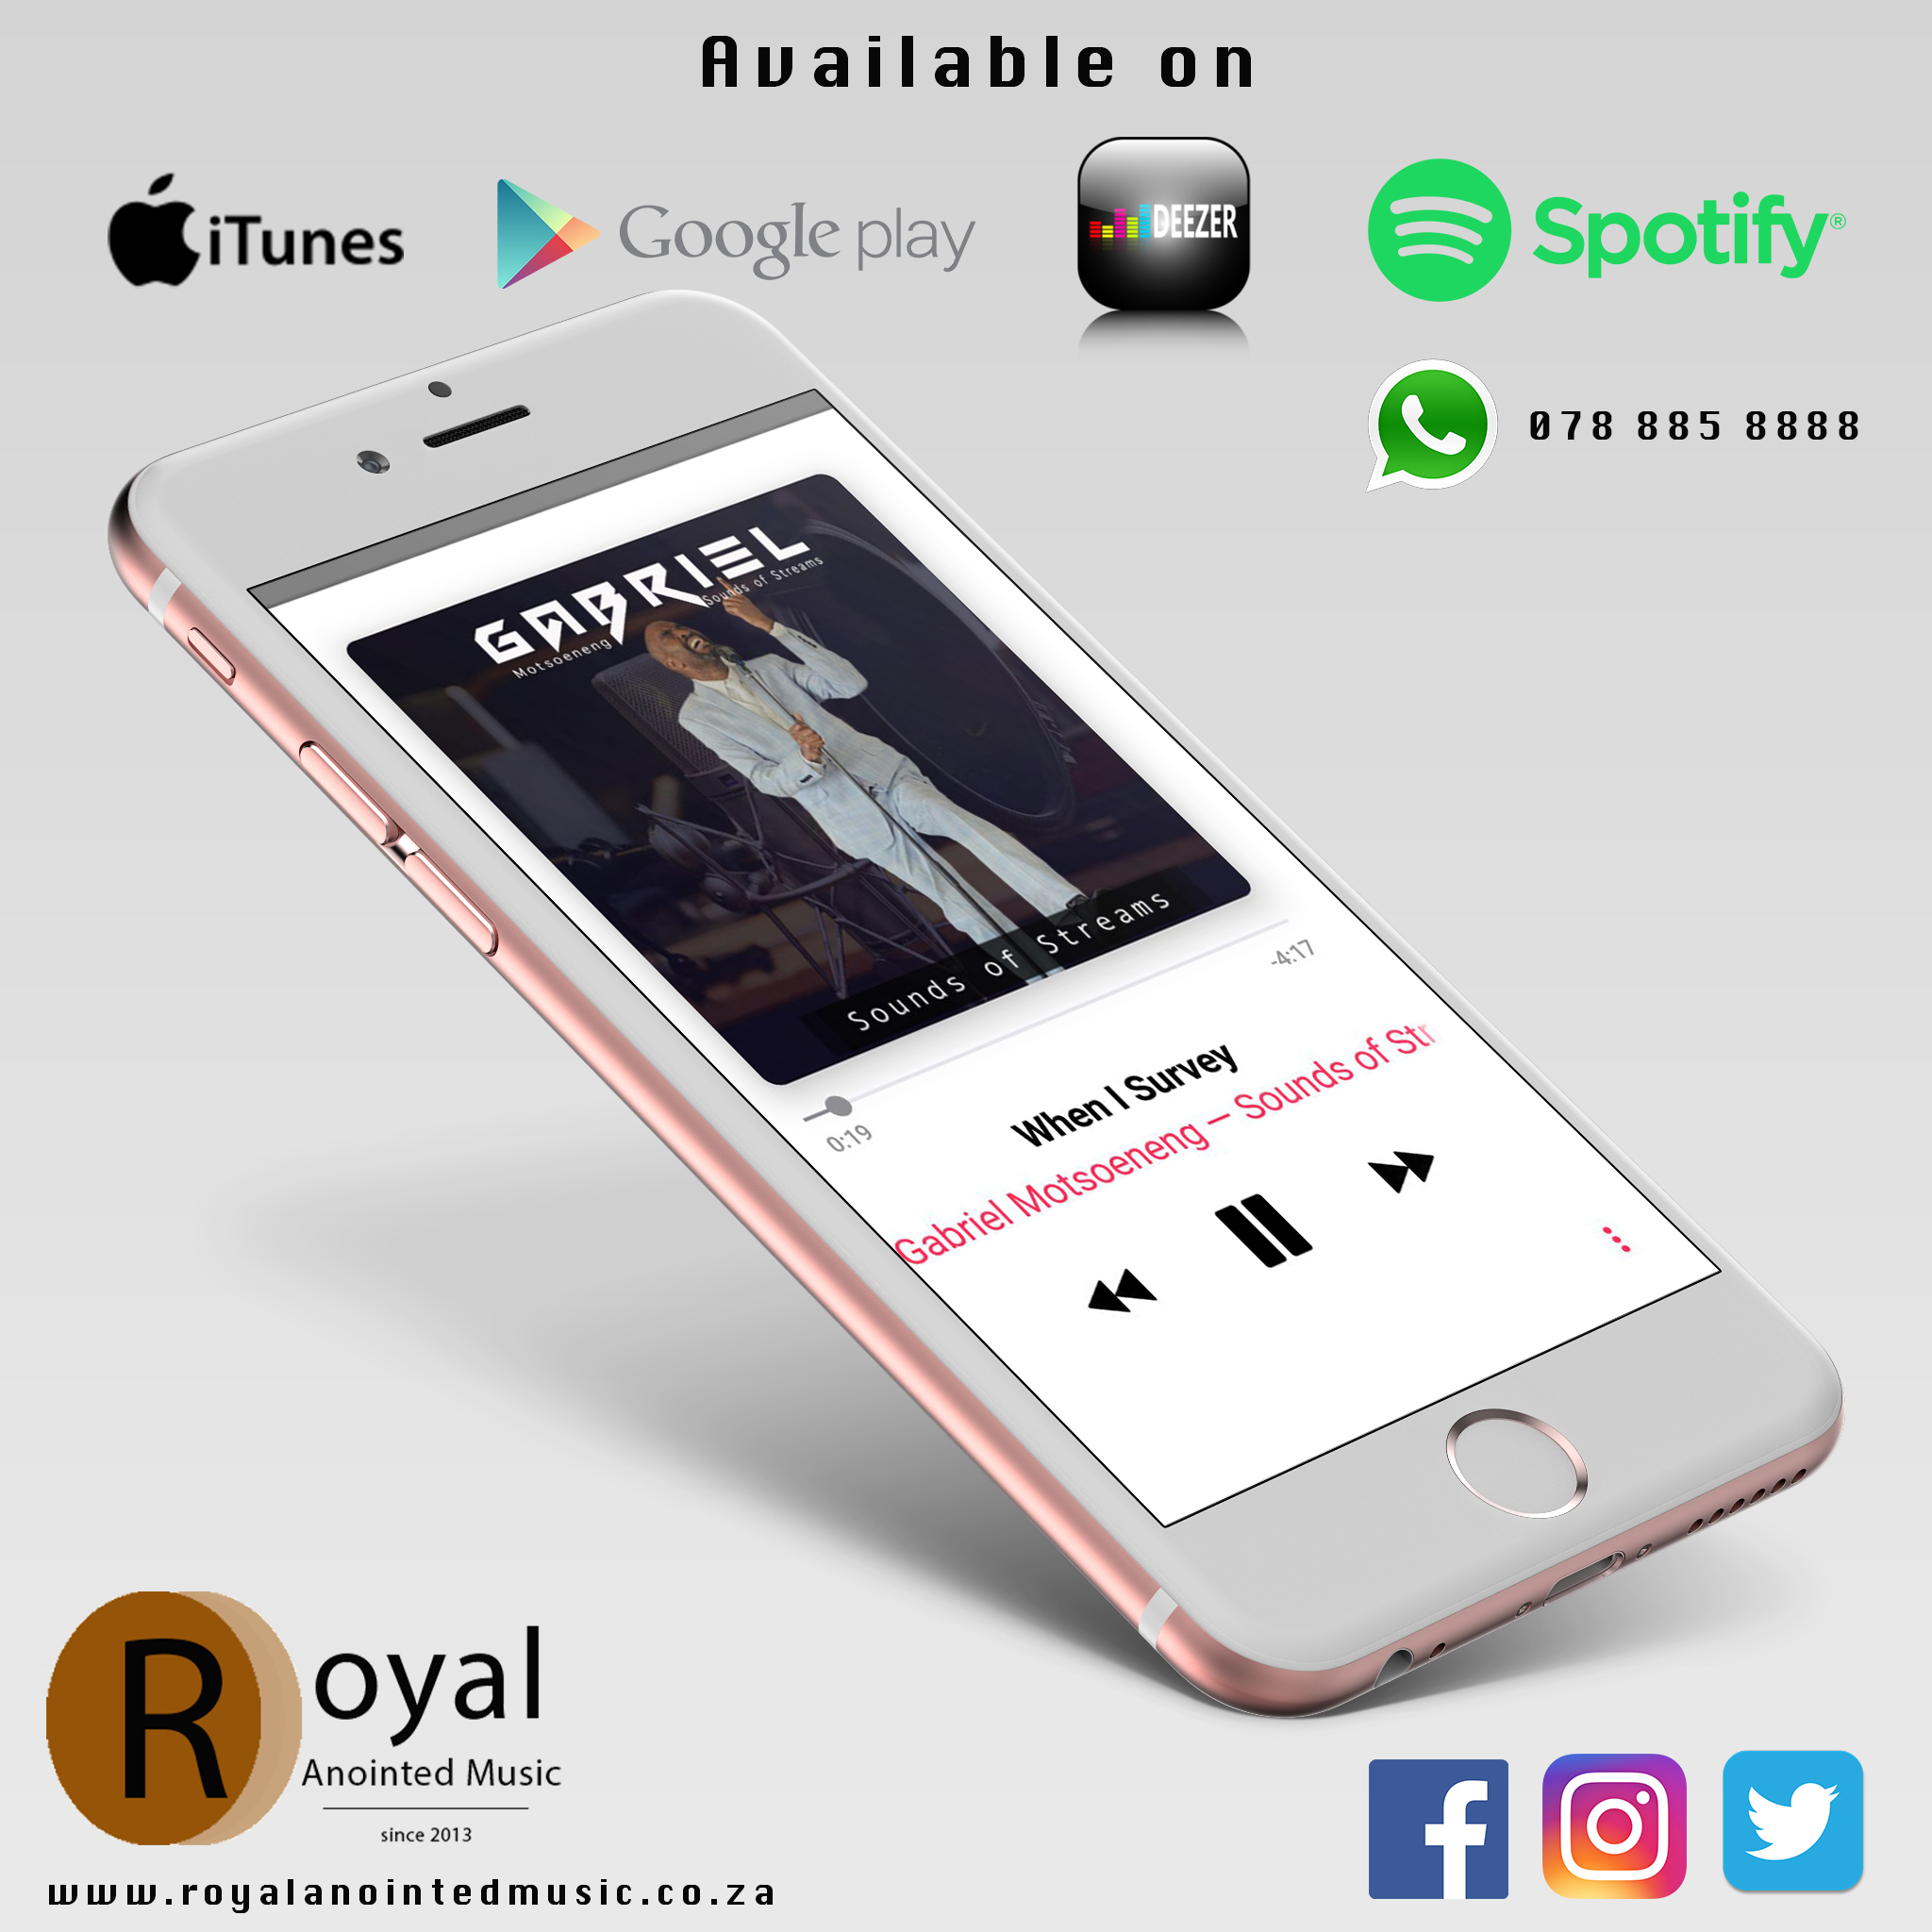 Available on
iTunes
Google play
DEEZER
Spotify®
078 885 8888
GABRIEL
Motsoeneng
Sounds of Streams
Sounds of Streams
0:19
-4:17
When I Survey
Gabriel Motsoeneng — Sounds of Str
R
Royal
Anointed Music
since 2013
www.royalanointedmusic.co.za